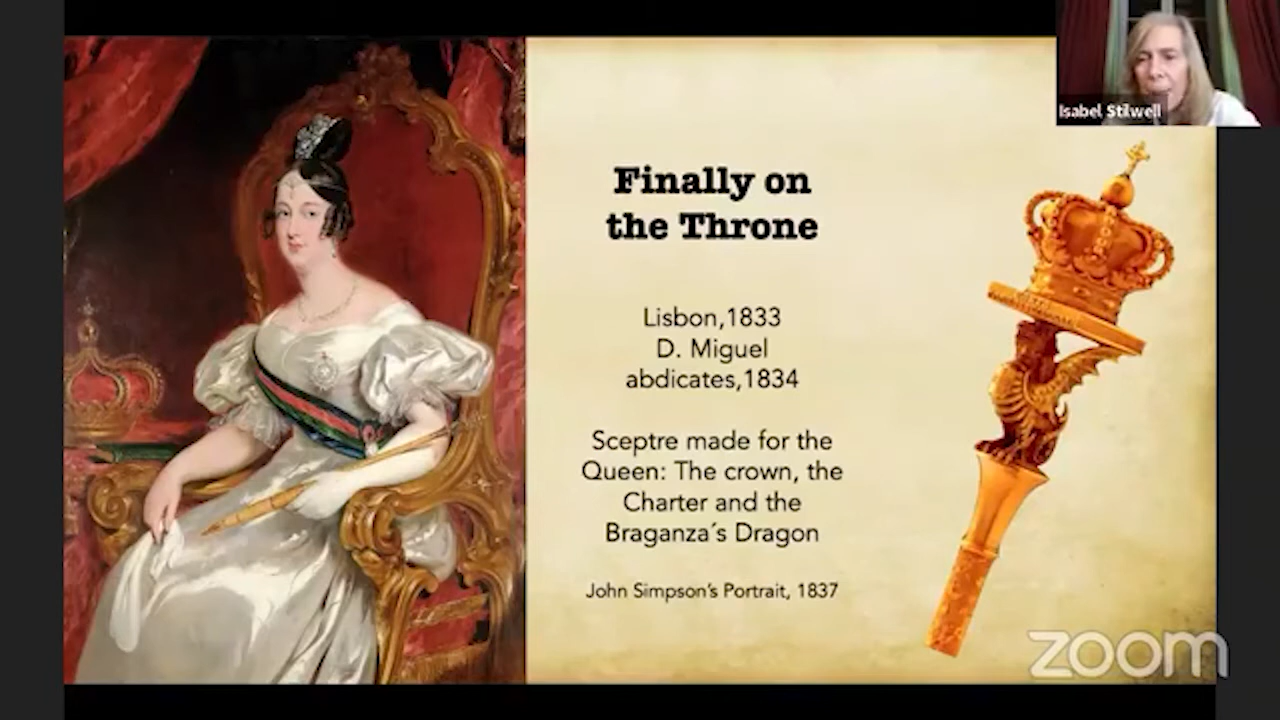 Isabel Stilwell
Finally on
the Throne
Lisbon,1833
D. Miguel
abdicates,1834
Sceptre made for the
Queen: The crown, the
Charter and the
Braganza´s Dragon
John Simpson's Portrait, 1837
zoom